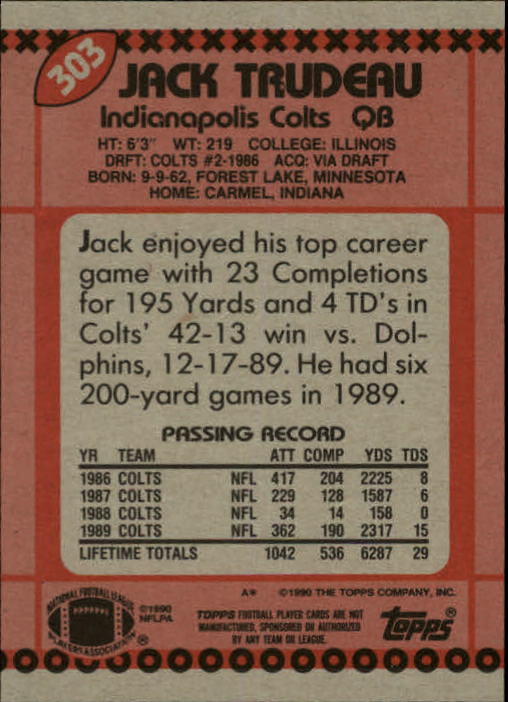 303
JACK TRUDEAU
Indianapolis Colts QB
HT: 6'3" WT: 219 COLLEGE: ILLINOIS
DRFT: COLTS #2-1986 ACQ: VIA DRAFT
BORN: 9-9-62, FOREST LAKE, MINNESOTA
HOME: CARMEL, INDIANA
Jack enjoyed his top career
game with 23 Completions
for 195 Yards and 4 TD's in
Colts' 42-13 win vs. Dol-
phins, 12-17-89. He had six
200-yard games in 1989.
PASSING RECORD
YR TEAM ATT COMP YDS TDS
1986 COLTS NFL 417 204 2225 8
1987 COLTS NFL 229 128 1587 6
1988 COLTS NFL 34 14 158 0
1989 COLTS NFL 362 190 2317 15
LIFETIME TOTALS 1042 536 6287 29
A* ©1990 THE TOPPS COMPANY, INC.
NATIONAL FOOTBALL LEAGUE
PLAYERS ASSOCIATION
®
©1990
NFLPA
TOPPS FOOTBALL PLAYER CARDS ARE NOT
MANUFACTURED, SPONSORED OR AUTHORIZED
BY ANY TEAM OR LEAGUE.
topps®